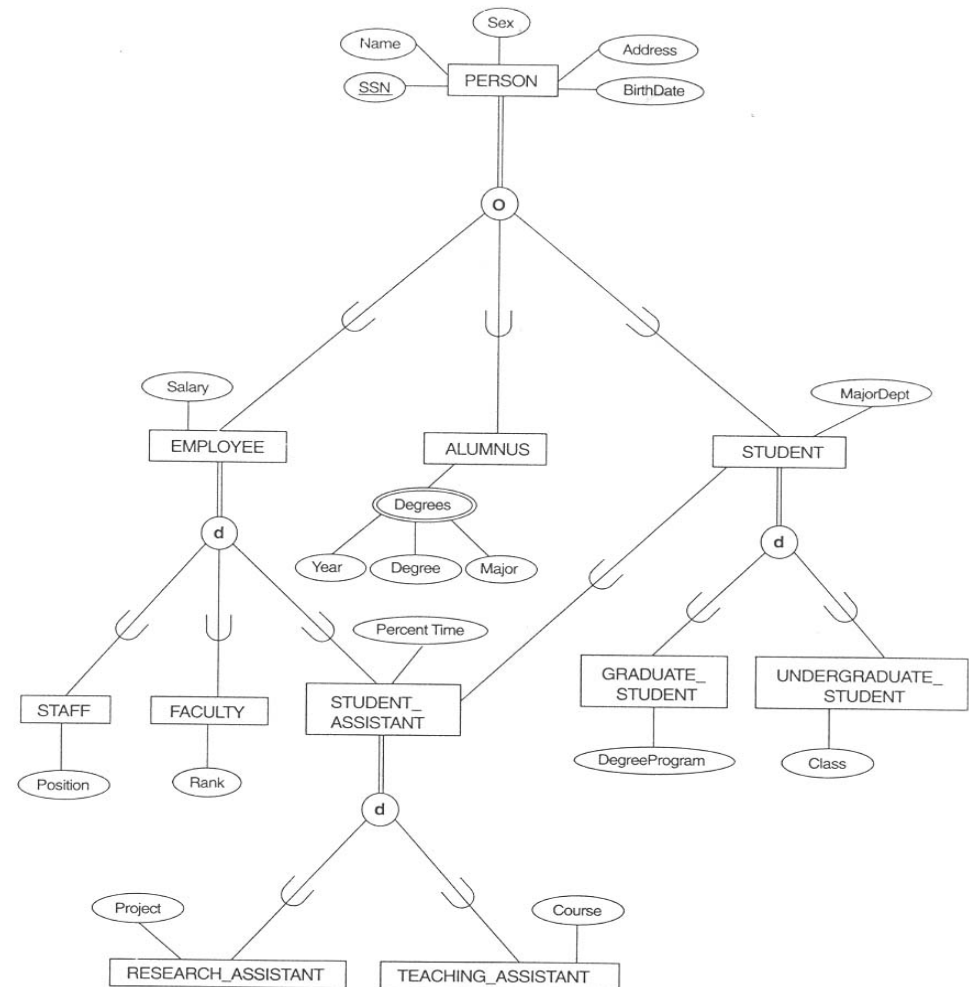 Sex
Name
Address
SSN
PERSON
BirthDate
O
Salary
MajorDept
EMPLOYEE
ALUMNUS
STUDENT
Degrees
d
d
Year
Degree
Major
Percent Time
GRADUATE_
STUDENT
UNDERGRADUATE_
STUDENT
STAFF
FACULTY
STUDENT_
ASSISTANT
DegreeProgram
Class
Position
Rank
d
Project
Course
RESEARCH_ASSISTANT
TEACHING_ASSISTANT